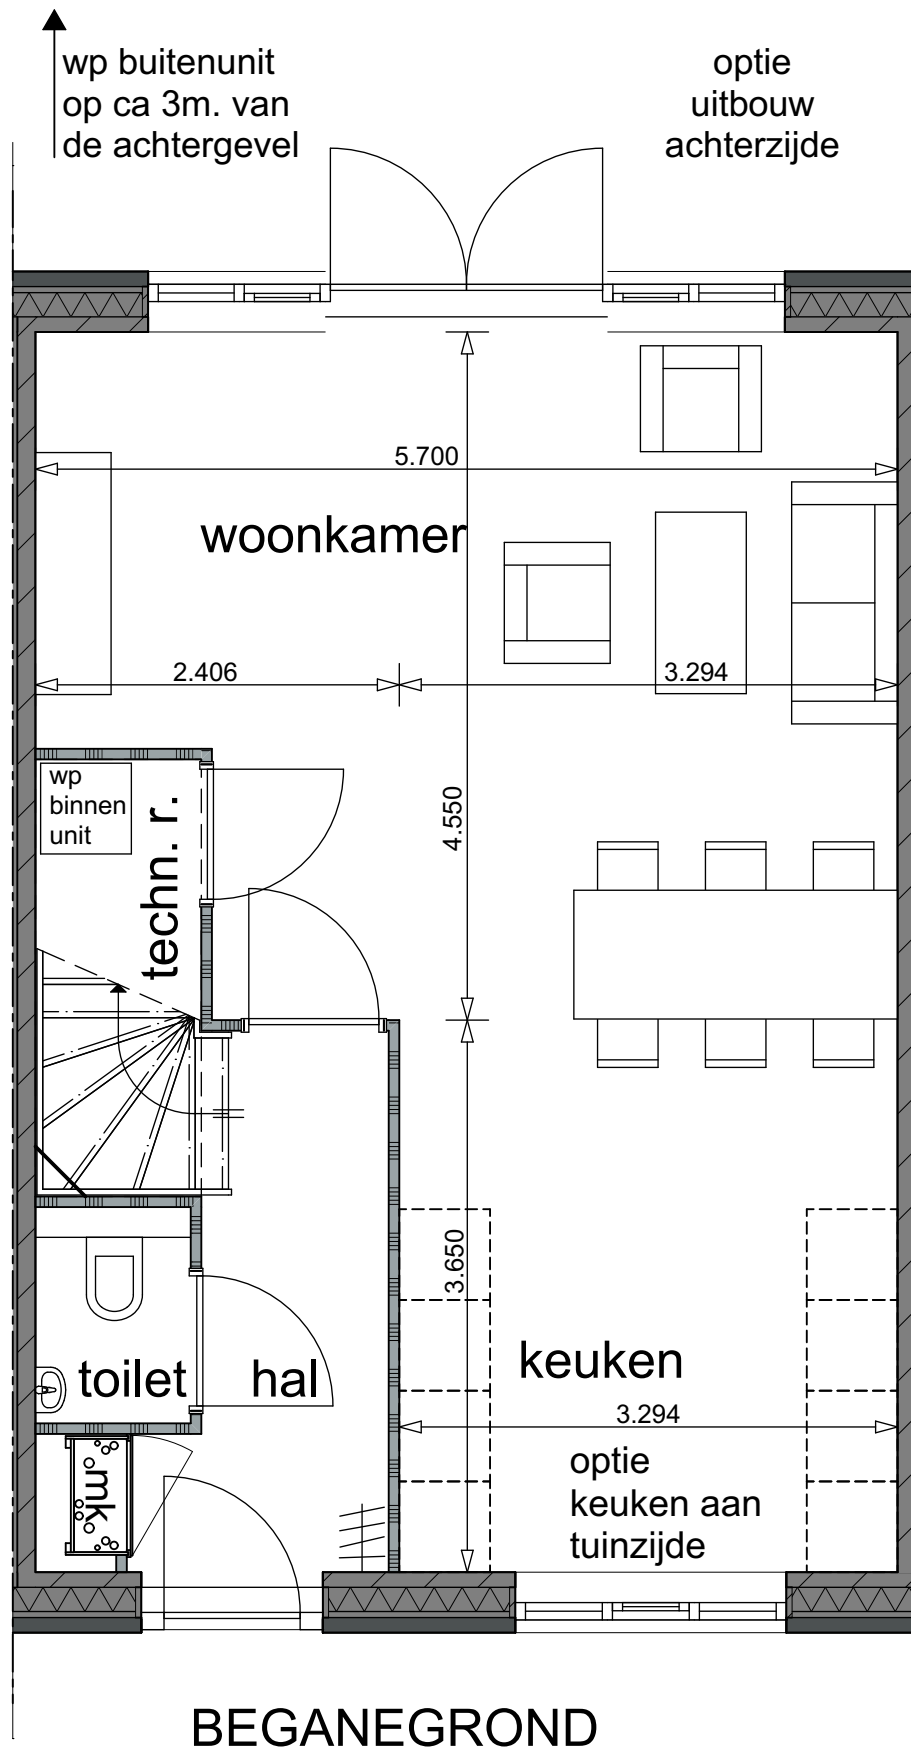 wp buitenunit
op ca 3m. van
de achtergevel
optie
uitbouw
achterzijde
5.700
woonkamer
2.406
3.294
wp
binnen
unit
techn. r.
4.550
3.650
toilet
hal
keuken
3.294
optie
keuken aan
tuinzijde
mk
BEGANEGROND